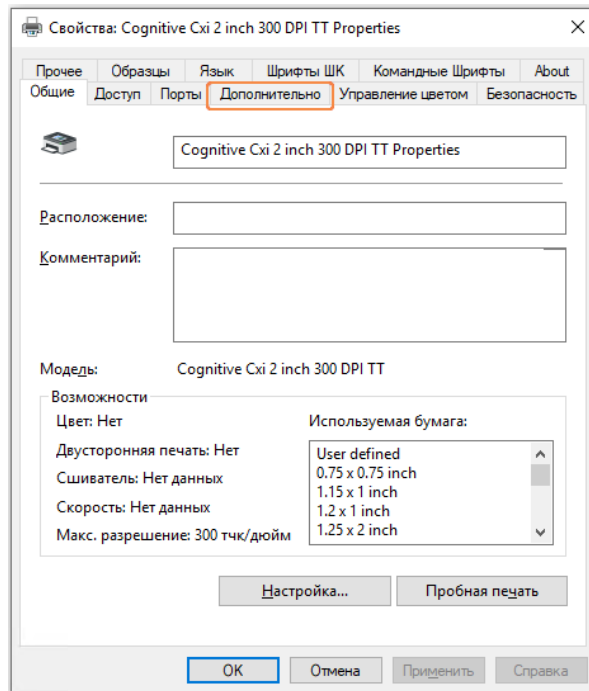 Свойства: Cognitive Cxi 2 inch 300 DPI TT Properties
Прочее Образцы Язык Шрифты ШК Командные Шрифты About
Общие Доступ Порты Дополнительно Управление цветом Безопасность
Cognitive Cxi 2 inch 300 DPI TT Properties
Расположение:
Комментарий:
Модель: Cognitive Cxi 2 inch 300 DPI TT
Возможности
Цвет: Нет
Двусторонняя печать: Нет
Сшиватель: Нет данных
Скорость: Нет данных
Макс. разрешение: 300 тчк/дюйм
Используемая бумага:
User defined
0.75 x 0.75 inch
1.15 x 1 inch
1.2 x 1 inch
1.25 x 2 inch
Настройка... Пробная печать
OK Отмена Применить Справка